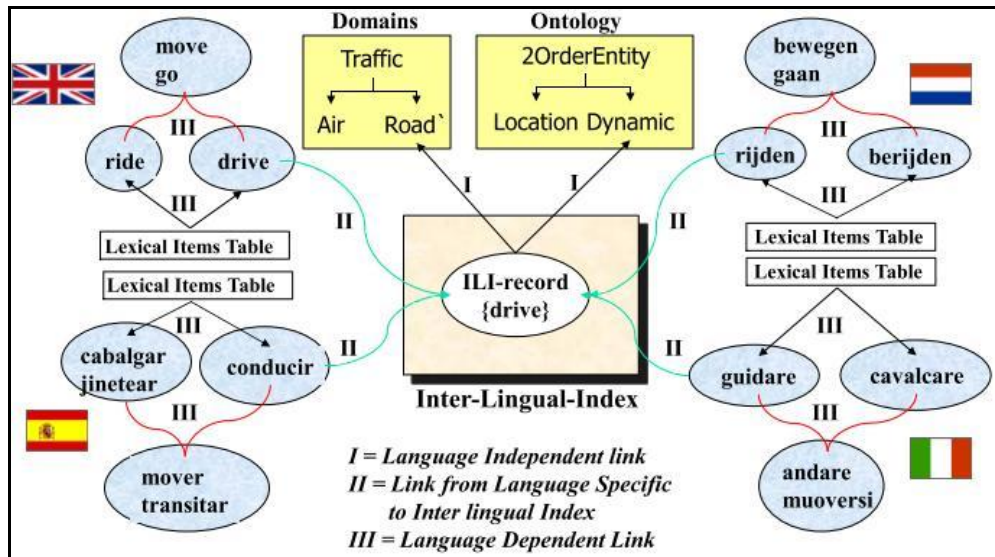 Domains
Ontology
move
go
Traffic
Air Road`
2OrderEntity
Location Dynamic
bewegen
gaan
III
ride
drive
III
Lexical Items Table
III
rijden
berijden
III
Lexical Items Table
I
I
II
II
ILI-record
{drive}
Inter-Lingual-Index
Lexical Items Table
III
cabalgar
jinetear
conducir
II
III
mover
transitar
Lexical Items Table
III
II
guidare
cavalcare
III
andare
muoversi
I = Language Independent link
II = Link from Language Specific
to Inter lingual Index
III = Language Dependent Link